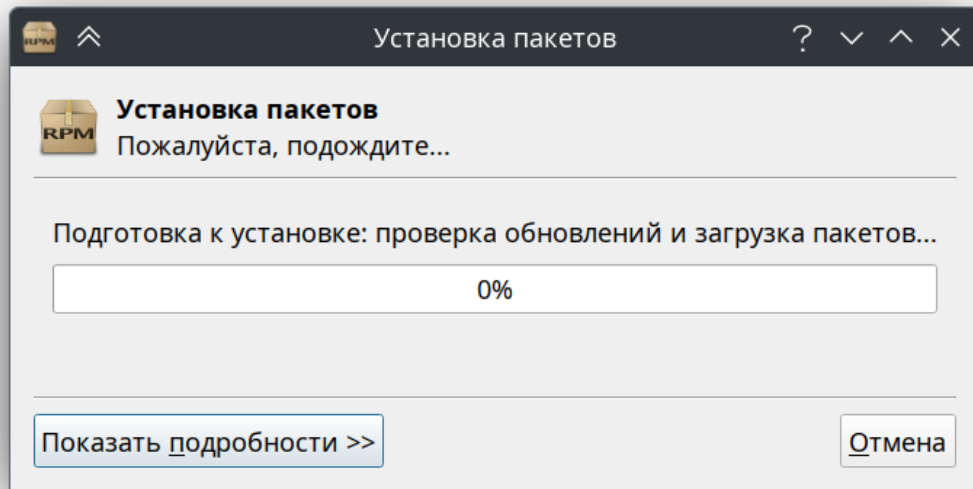 RPM
Установка пакетов
RPM
Установка пакетов
Пожалуйста, подождите...
Подготовка к установке: проверка обновлений и загрузка пакетов...
0%
Показать подробности >>
Отмена